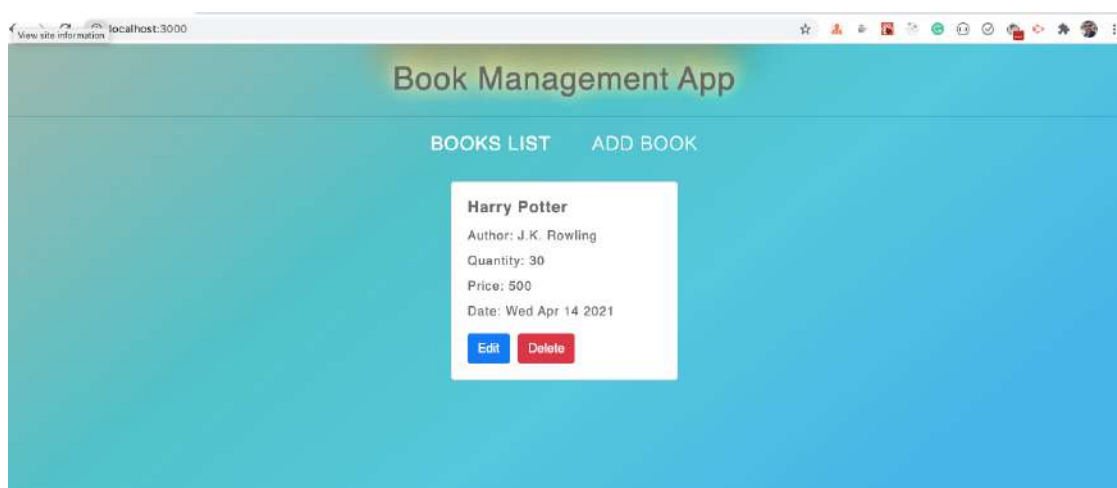 localhost:3000
View site information
Book Management App
BOOKS LIST ADD BOOK
Harry Potter
Author: J.K. Rowling
Quantity: 30
Price: 500
Date: Wed Apr 14 2021
Edit Delete